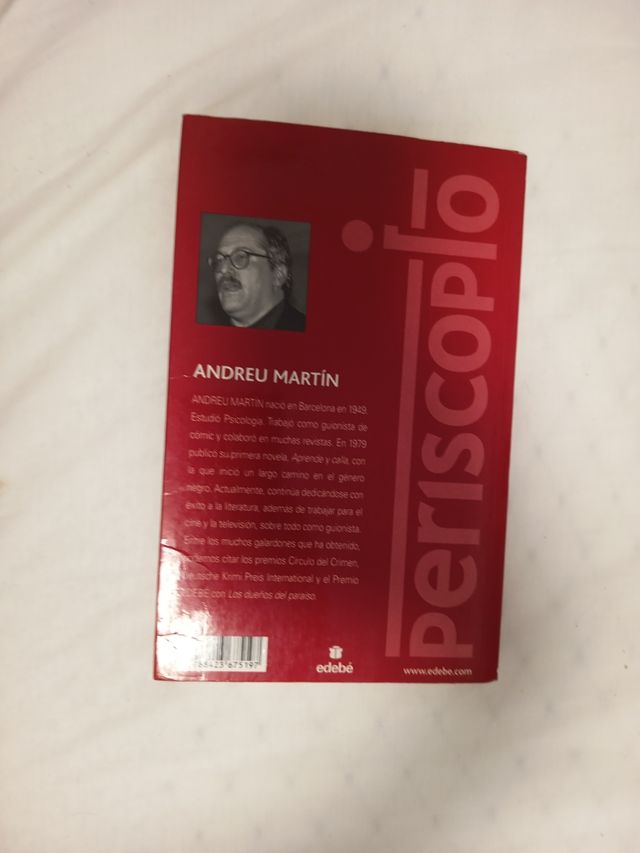 ANDREU MARTÍN
ANDREU MARTÍN nació en Barcelona en 1949.
Estudió Psicología. Trabajó como guionista de
cómic y colaboró en muchas revistas. En 1979
publicó su primera novela, Aprende y calla, con
la que inició un largo camino en el género
negro. Actualmente, continúa dedicándose con
éxito a la literatura, además de trabajar para el
cine y la televisión, sobre todo como guionista.
Entre los muchos galardones que ha obtenido,
podemos citar los premios Círculo del Crimen,
Deutsche Krimi Preis International y el Premio
EDEBÉ con Los dueños del paraíso.
788423 675197
edebé
www.edebe.com
periscopio